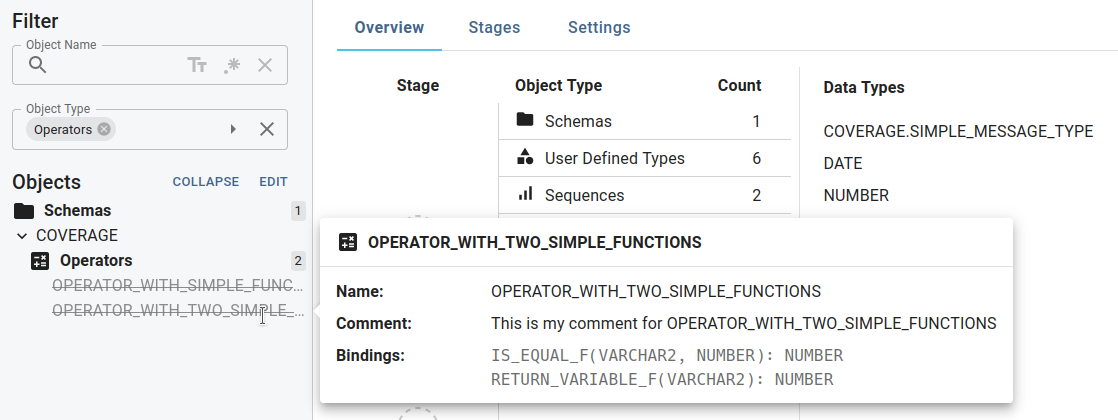 Filter
Object Name
Object Type
Operators
Objects COLLAPSE EDIT
Schemas 1
COVERAGE
Operators 2
OPERATOR_WITH_SIMPLE_FUNC...
OPERATOR_WITH_TWO_SIMPLE_...
Overview Stages Settings
Stage Object Type Count
Schemas 1
User Defined Types 6
Sequences 2
Data Types
COVERAGE.SIMPLE_MESSAGE_TYPE
DATE
NUMBER
OPERATOR_WITH_TWO_SIMPLE_FUNCTIONS
Name: OPERATOR_WITH_TWO_SIMPLE_FUNCTIONS
Comment: This is my comment for OPERATOR_WITH_TWO_SIMPLE_FUNCTIONS
Bindings: IS_EQUAL_F(VARCHAR2, NUMBER): NUMBER
RETURN_VARIABLE_F(VARCHAR2): NUMBER